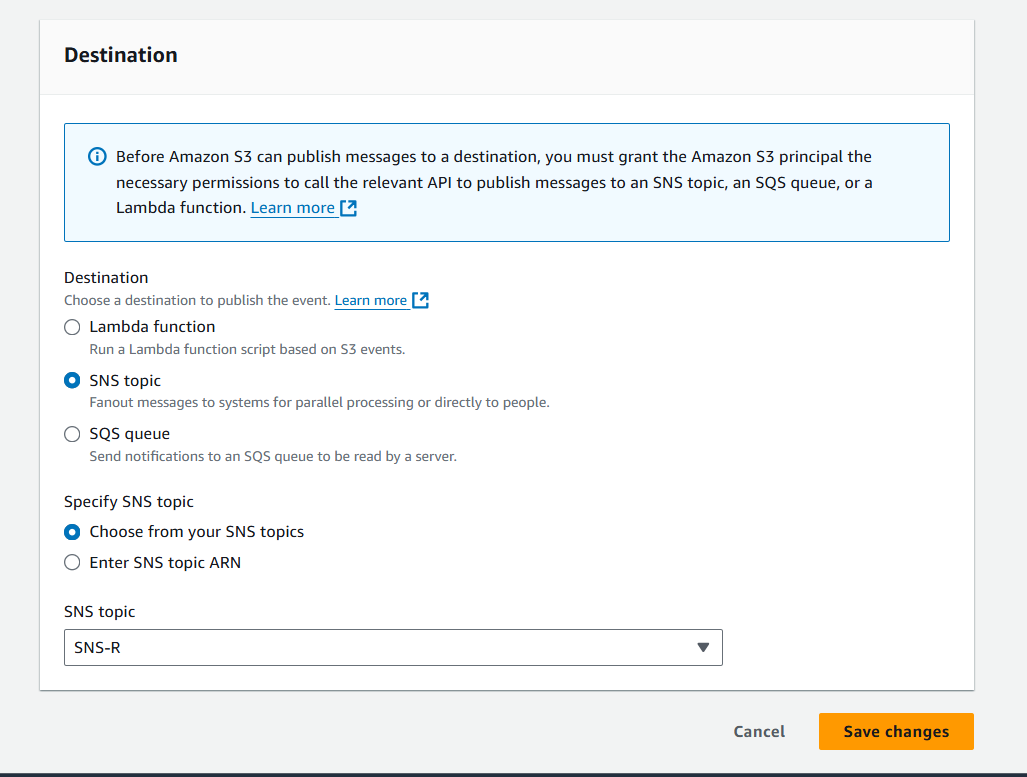 Destination
Before Amazon S3 can publish messages to a destination, you must grant the Amazon S3 principal the
necessary permissions to call the relevant API to publish messages to an SNS topic, an SQS queue, or a
Lambda function. Learn more
Destination
Choose a destination to publish the event. Learn more
Lambda function
Run a Lambda function script based on S3 events.
SNS topic
Fanout messages to systems for parallel processing or directly to people.
SQS queue
Send notifications to an SQS queue to be read by a server.
Specify SNS topic
Choose from your SNS topics
Enter SNS topic ARN
SNS topic
SNS-R
Cancel
Save changes